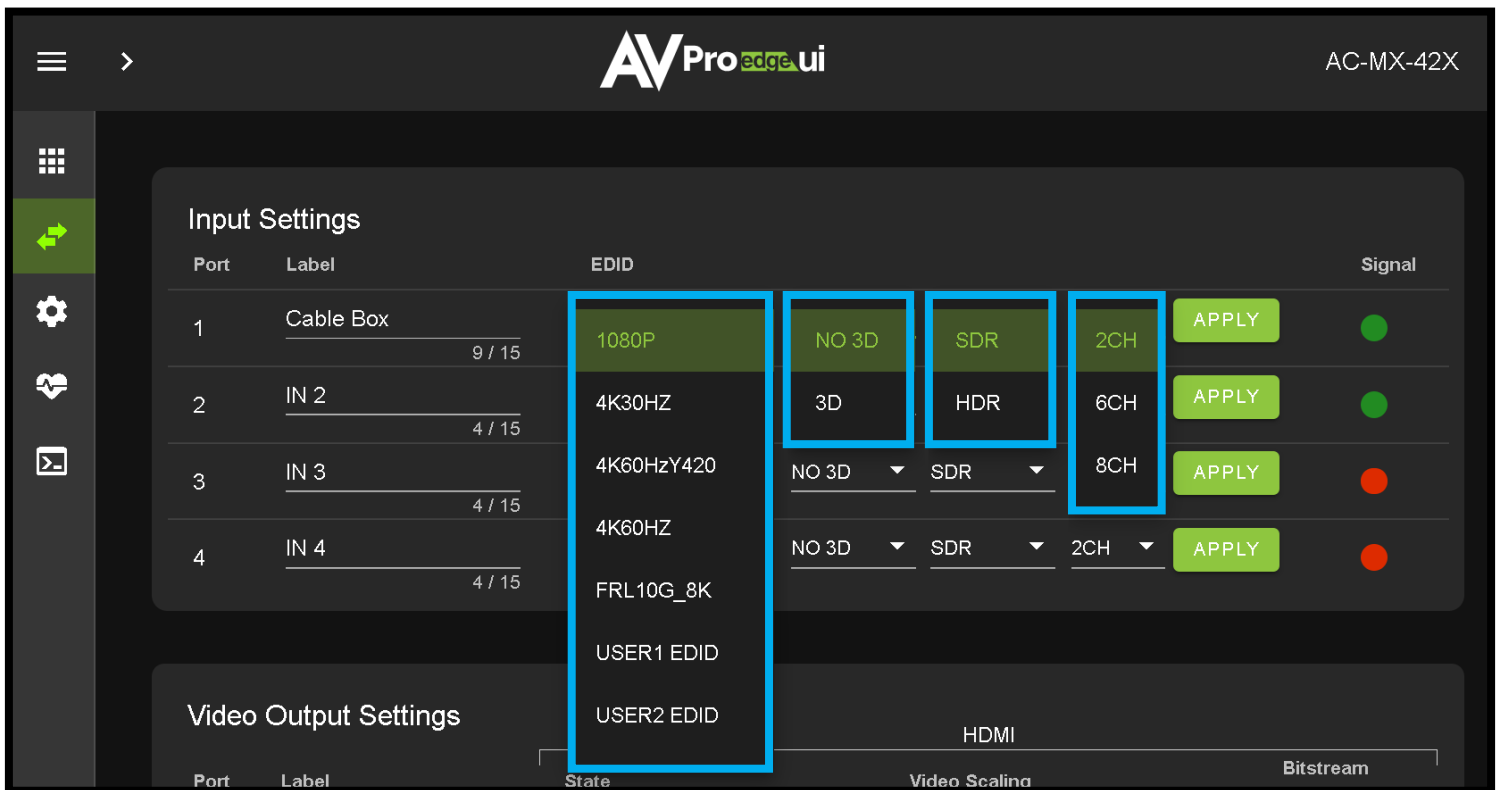 AVPro edge.ui
AC-MX-42X
Input Settings
Port Label EDID Signal
1 Cable Box 1080P NO 3D SDR 2CH APPLY
9 / 15
2 IN 2 4K30HZ 3D HDR 6CH APPLY
4 / 15
3 IN 3 4K60HzY420 NO 3D SDR 8CH APPLY
4 / 15
4K60HZ
4 IN 4 NO 3D SDR 2CH APPLY
4 / 15
FRL10G_8K
USER1 EDID
USER2 EDID
Video Output Settings
HDMI
Port Label State Video Scaling Bitstream